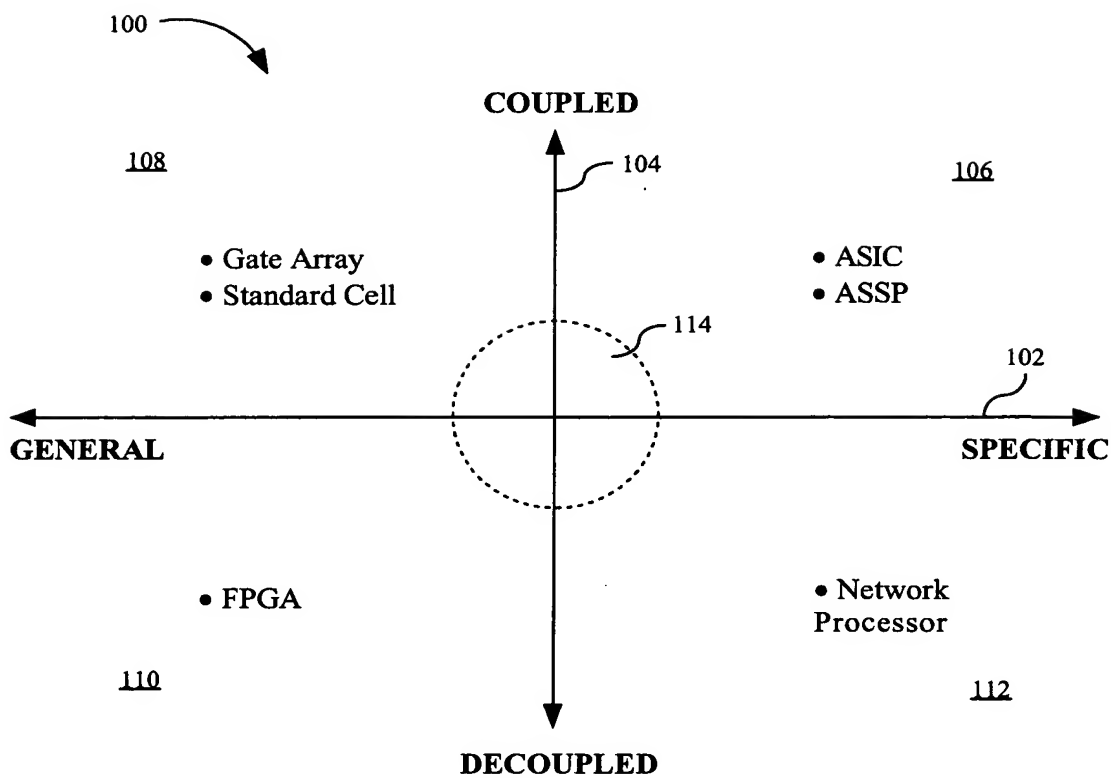 100
COUPLED
108
104
106
• Gate Array
• Standard Cell
• ASIC
• ASSP
114
102
GENERAL
SPECIFIC
• FPGA
• Network
Processor
110
112
DECOUPLED